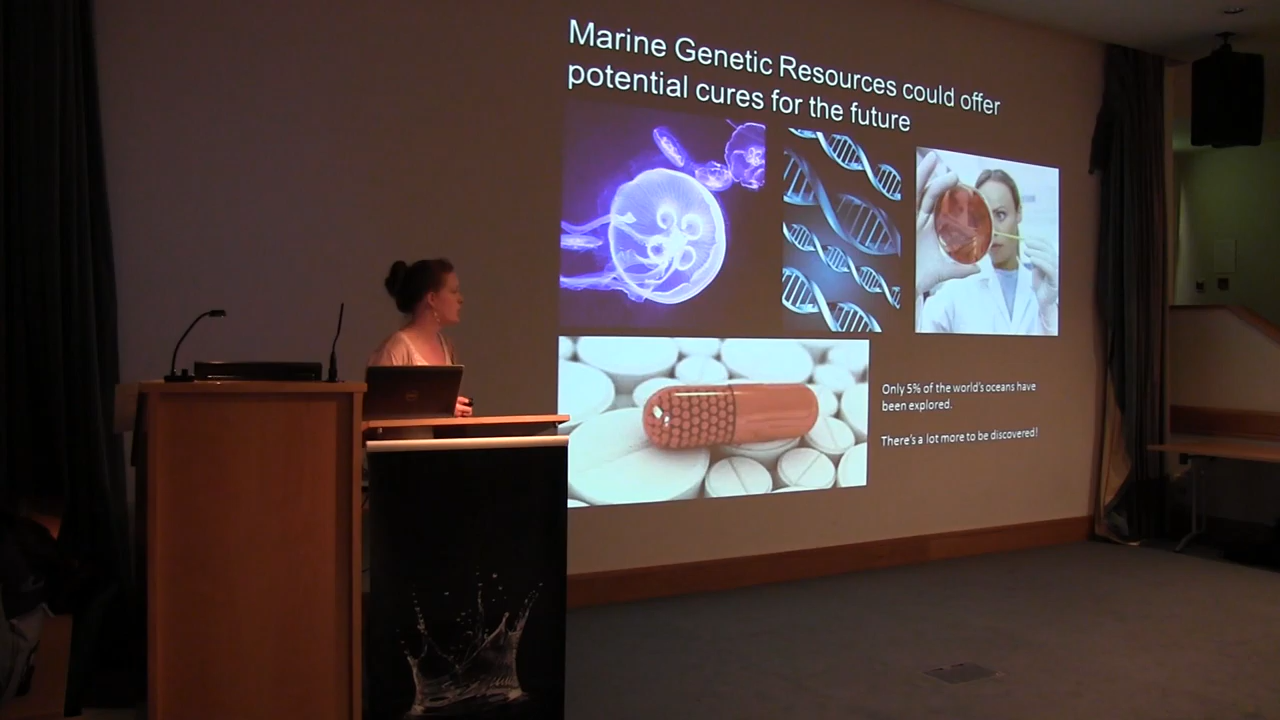 Marine Genetic Resources could offer
potential cures for the future
Only 5% of the world's oceans have
been explored.
There's a lot more to be discovered!